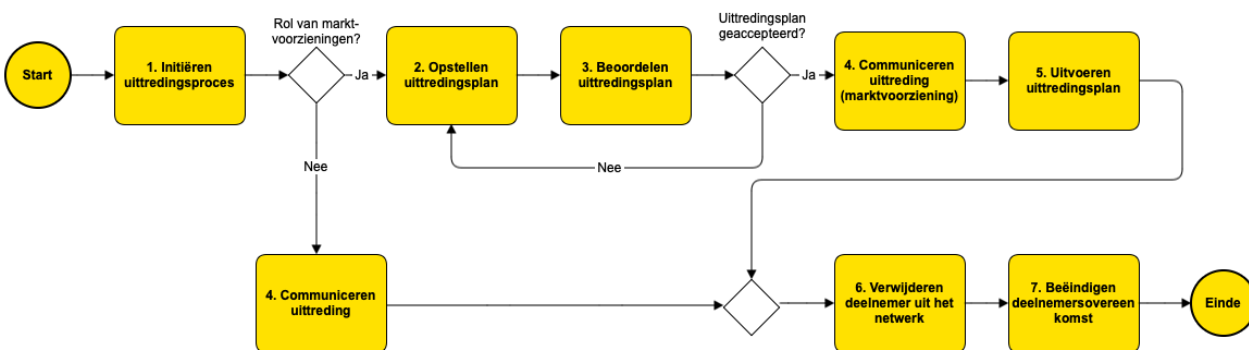 Start
1. Initiëren
uittredingsproces
Rol van markt-
voorzieningen?
Ja
2. Opstellen
uittredingsplan
3. Beoordelen
uittredingsplan
Uittredingsplan
geaccepteerd?
Ja
4. Communiceren
uittreding
(marktvoorziening)
5. Uitvoeren
uittredingsplan
Nee
Nee
4. Communiceren
uittreding
6. Verwijderen
deelnemer uit het
netwerk
7. Beëindigen
deelnemersovereen
komst
Einde